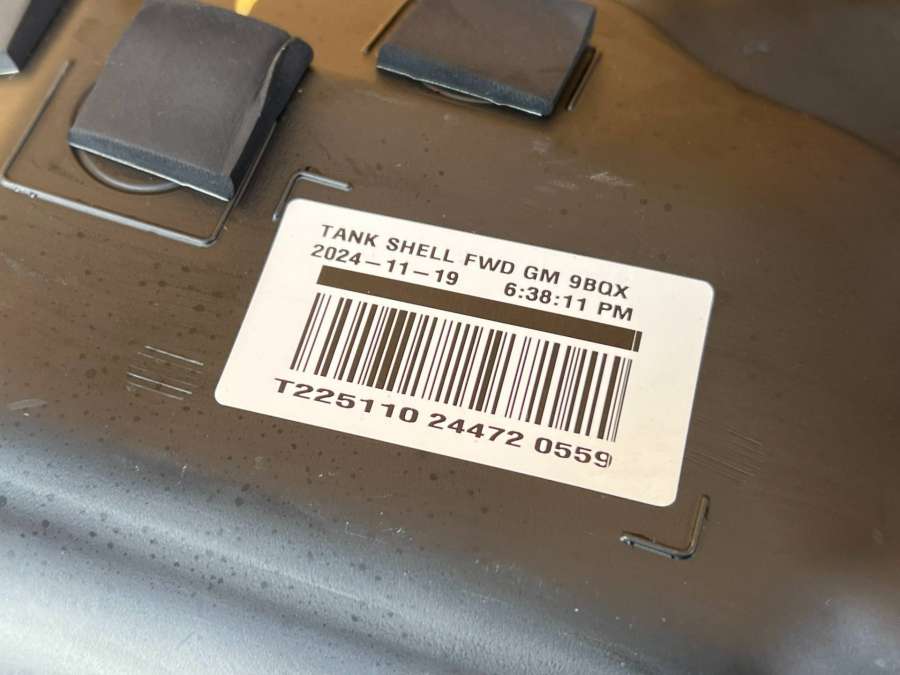 TANK SHELL FWD GM 9BQX
2024-11-19 6:38:11 PM
T225110 24472 0559